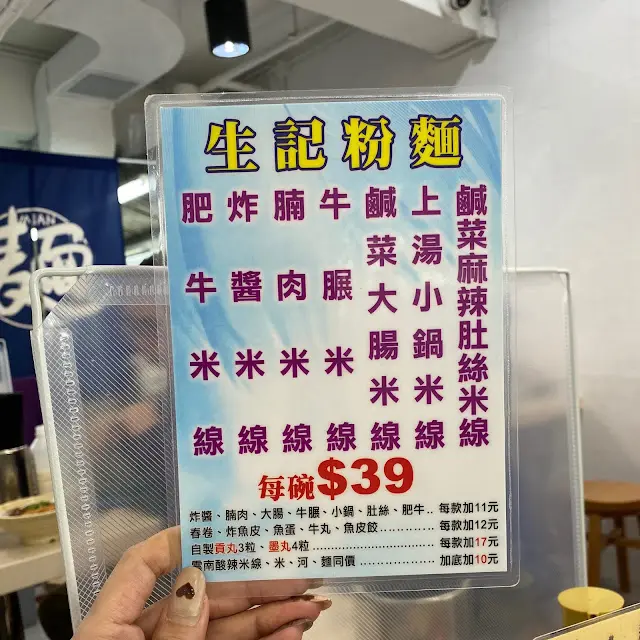 生記粉麵
鹹菜麻辣肚絲米線
上湯小鍋米線
鹹菜大腸米線
牛𦟌米線
腩肉米線
炸醬米線
肥牛米線
每碗$39
炸醬、腩肉、大腸、牛𦟌、小鍋、肚絲、肥牛.. 每款加11元
春卷、炸魚皮、魚蛋、牛丸、魚皮餃.............. 每款加12元
自製貢丸3粒、墨丸4粒.............................. 每款加17元
雲南酸辣米線、米、河、麵同價.................. 加底加10元
麵